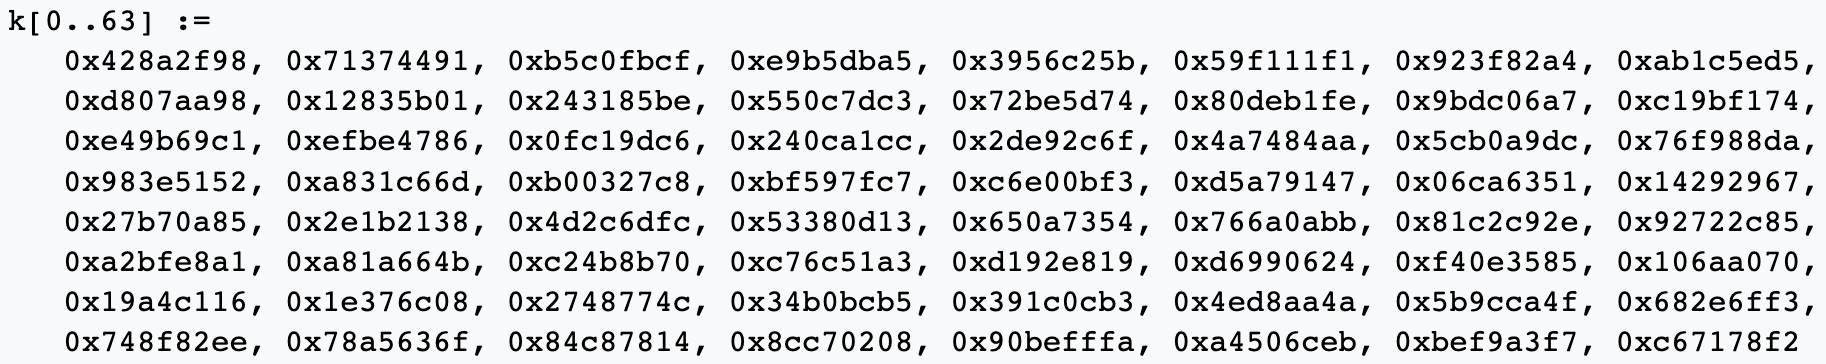 k[0..63] :=
0x428a2f98, 0x71374491, 0xb5c0fbcf, 0xe9b5dba5, 0x3956c25b, 0x59f111f1, 0x923f82a4, 0xab1c5ed5,
0xd807aa98, 0x12835b01, 0x243185be, 0x550c7dc3, 0x72be5d74, 0x80deb1fe, 0x9bdc06a7, 0xc19bf174,
0xe49b69c1, 0xefbe4786, 0x0fc19dc6, 0x240ca1cc, 0x2de92c6f, 0x4a7484aa, 0x5cb0a9dc, 0x76f988da,
0x983e5152, 0xa831c66d, 0xb00327c8, 0xbf597fc7, 0xc6e00bf3, 0xd5a79147, 0x06ca6351, 0x14292967,
0x27b70a85, 0x2e1b2138, 0x4d2c6dfc, 0x53380d13, 0x650a7354, 0x766a0abb, 0x81c2c92e, 0x92722c85,
0xa2bfe8a1, 0xa81a664b, 0xc24b8b70, 0xc76c51a3, 0xd192e819, 0xd6990624, 0xf40e3585, 0x106aa070,
0x19a4c116, 0x1e376c08, 0x2748774c, 0x34b0bcb5, 0x391c0cb3, 0x4ed8aa4a, 0x5b9cca4f, 0x682e6ff3,
0x748f82ee, 0x78a5636f, 0x84c87814, 0x8cc70208, 0x90befffa, 0xa4506ceb, 0xbef9a3f7, 0xc67178f2